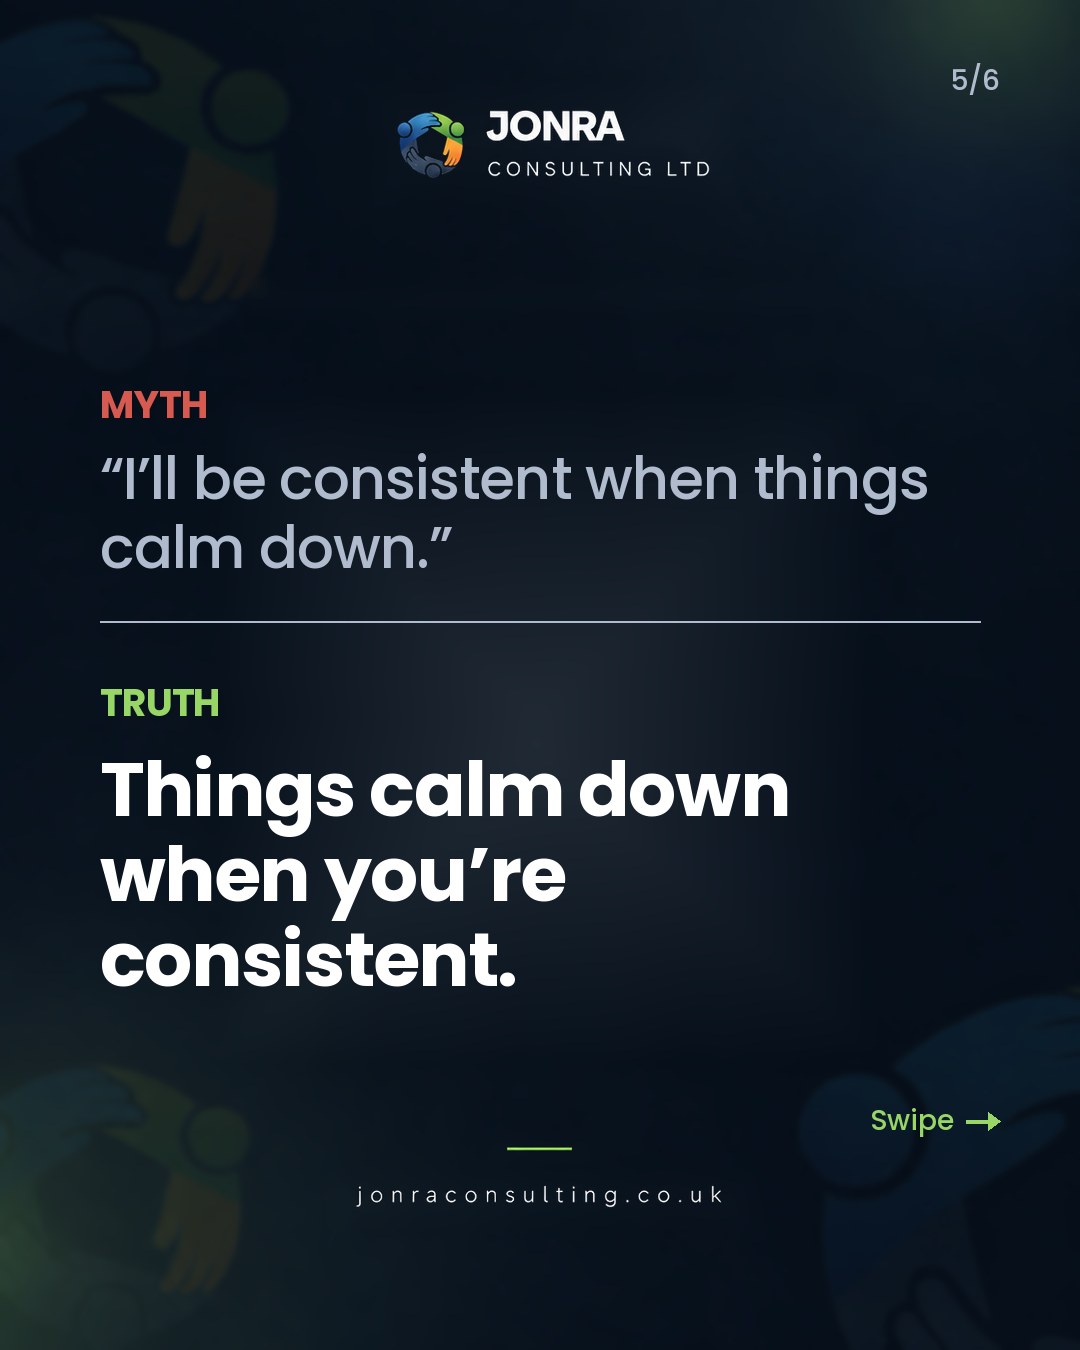 5/6
JONRA
CONSULTING LTD
MYTH
“I’ll be consistent when things
calm down.”
TRUTH
Things calm down
when you’re
consistent.
Swipe →
jonraconsulting.co.uk